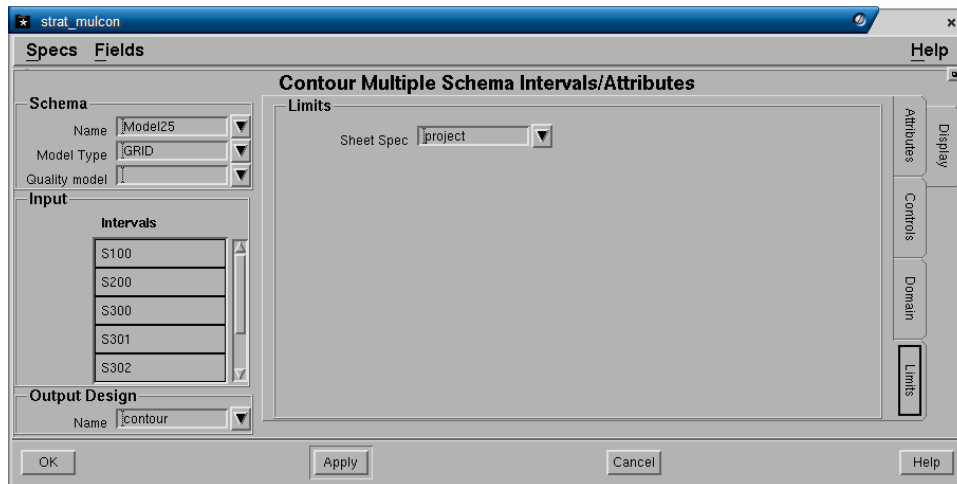 strat_mulcon
Specs Fields Help
Contour Multiple Schema Intervals/Attributes
Schema
Name Model25
Model Type GRID
Quality model
Input
Intervals
S100
S200
S300
S301
S302
Output Design
Name contour
Limits
Sheet Spec project
Attributes
Controls
Domain
Limits
Display
OK Apply Cancel Help